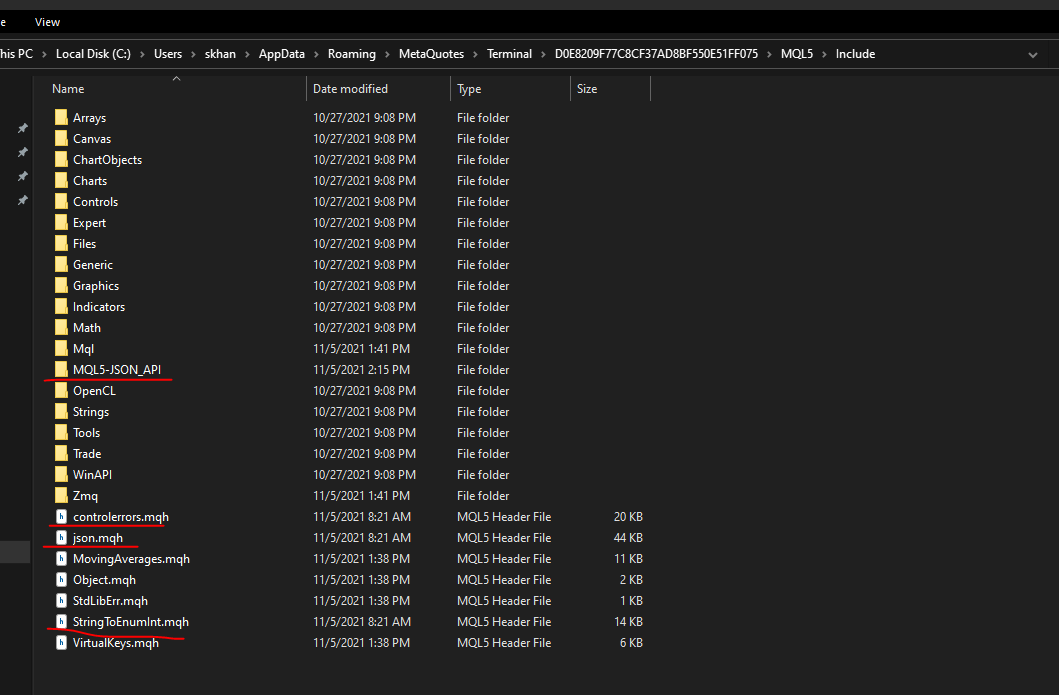 e View
his PC > Local Disk (C:) > Users > skhan > AppData > Roaming > MetaQuotes > Terminal > D0E8209F77C8CF37AD8BF550E51FF075 > MQL5 > Include
Name Date modified Type Size
Arrays 10/27/2021 9:08 PM File folder
Canvas 10/27/2021 9:08 PM File folder
ChartObjects 10/27/2021 9:08 PM File folder
Charts 10/27/2021 9:08 PM File folder
Controls 10/27/2021 9:08 PM File folder
Expert 10/27/2021 9:08 PM File folder
Files 10/27/2021 9:08 PM File folder
Generic 10/27/2021 9:08 PM File folder
Graphics 10/27/2021 9:08 PM File folder
Indicators 10/27/2021 9:08 PM File folder
Math 10/27/2021 9:08 PM File folder
Mql 11/5/2021 1:41 PM File folder
MQL5-JSON_API 11/5/2021 2:15 PM File folder
OpenCL 10/27/2021 9:08 PM File folder
Strings 10/27/2021 9:08 PM File folder
Tools 10/27/2021 9:08 PM File folder
Trade 10/27/2021 9:08 PM File folder
WinAPI 10/27/2021 9:08 PM File folder
Zmq 11/5/2021 1:41 PM File folder
controlerrors.mqh 11/5/2021 8:21 AM MQL5 Header File 20 KB
json.mqh 11/5/2021 8:21 AM MQL5 Header File 44 KB
MovingAverages.mqh 11/5/2021 1:38 PM MQL5 Header File 11 KB
Object.mqh 11/5/2021 1:38 PM MQL5 Header File 2 KB
StdLibErr.mqh 11/5/2021 1:38 PM MQL5 Header File 1 KB
StringToEnumInt.mqh 11/5/2021 8:21 AM MQL5 Header File 14 KB
VirtualKeys.mqh 11/5/2021 1:38 PM MQL5 Header File 6 KB